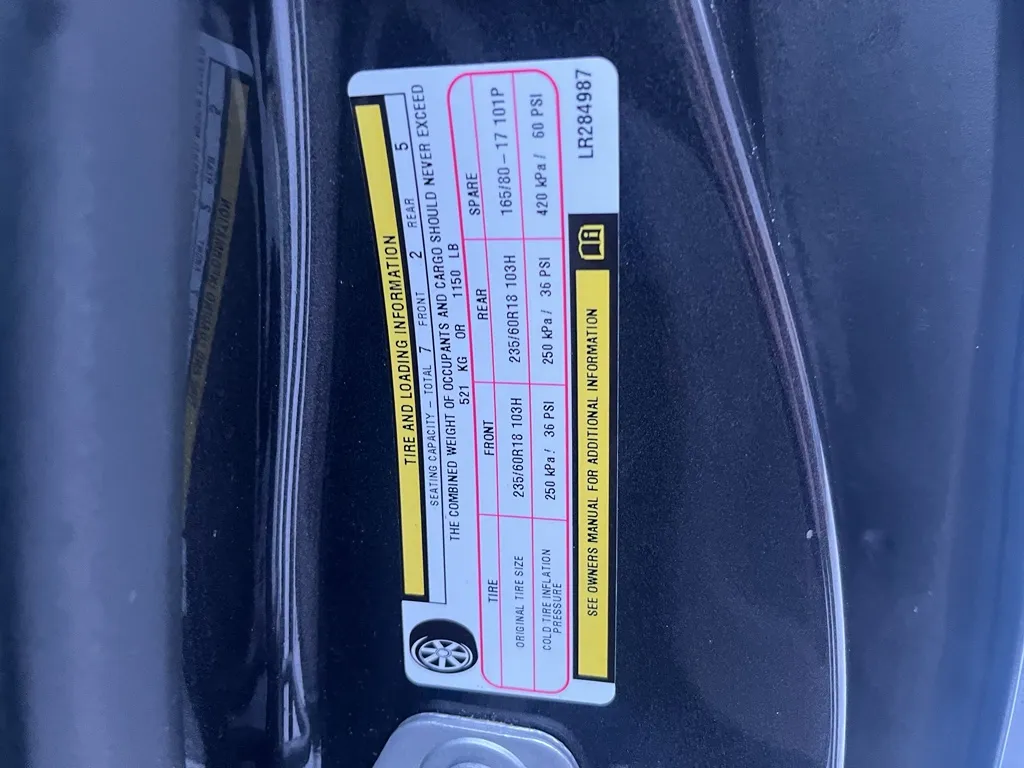 TIRE AND LOADING INFORMATION
SEATING CAPACITY – TOTAL 7 FRONT 2 REAR 5
THE COMBINED WEIGHT OF OCCUPANTS AND CARGO SHOULD NEVER EXCEED
521 KG OR 1150 LB
TIRE FRONT REAR SPARE
ORIGINAL TIRE SIZE 235/60R18 103H 235/60R18 103H 165/80–17 101P
COLD TIRE INFLATION PRESSURE 250 kPa/ 36 PSI 250 kPa/ 36 PSI 420 kPa/ 60 PSI
SEE OWNERS MANUAL FOR ADDITIONAL INFORMATION
LR284987